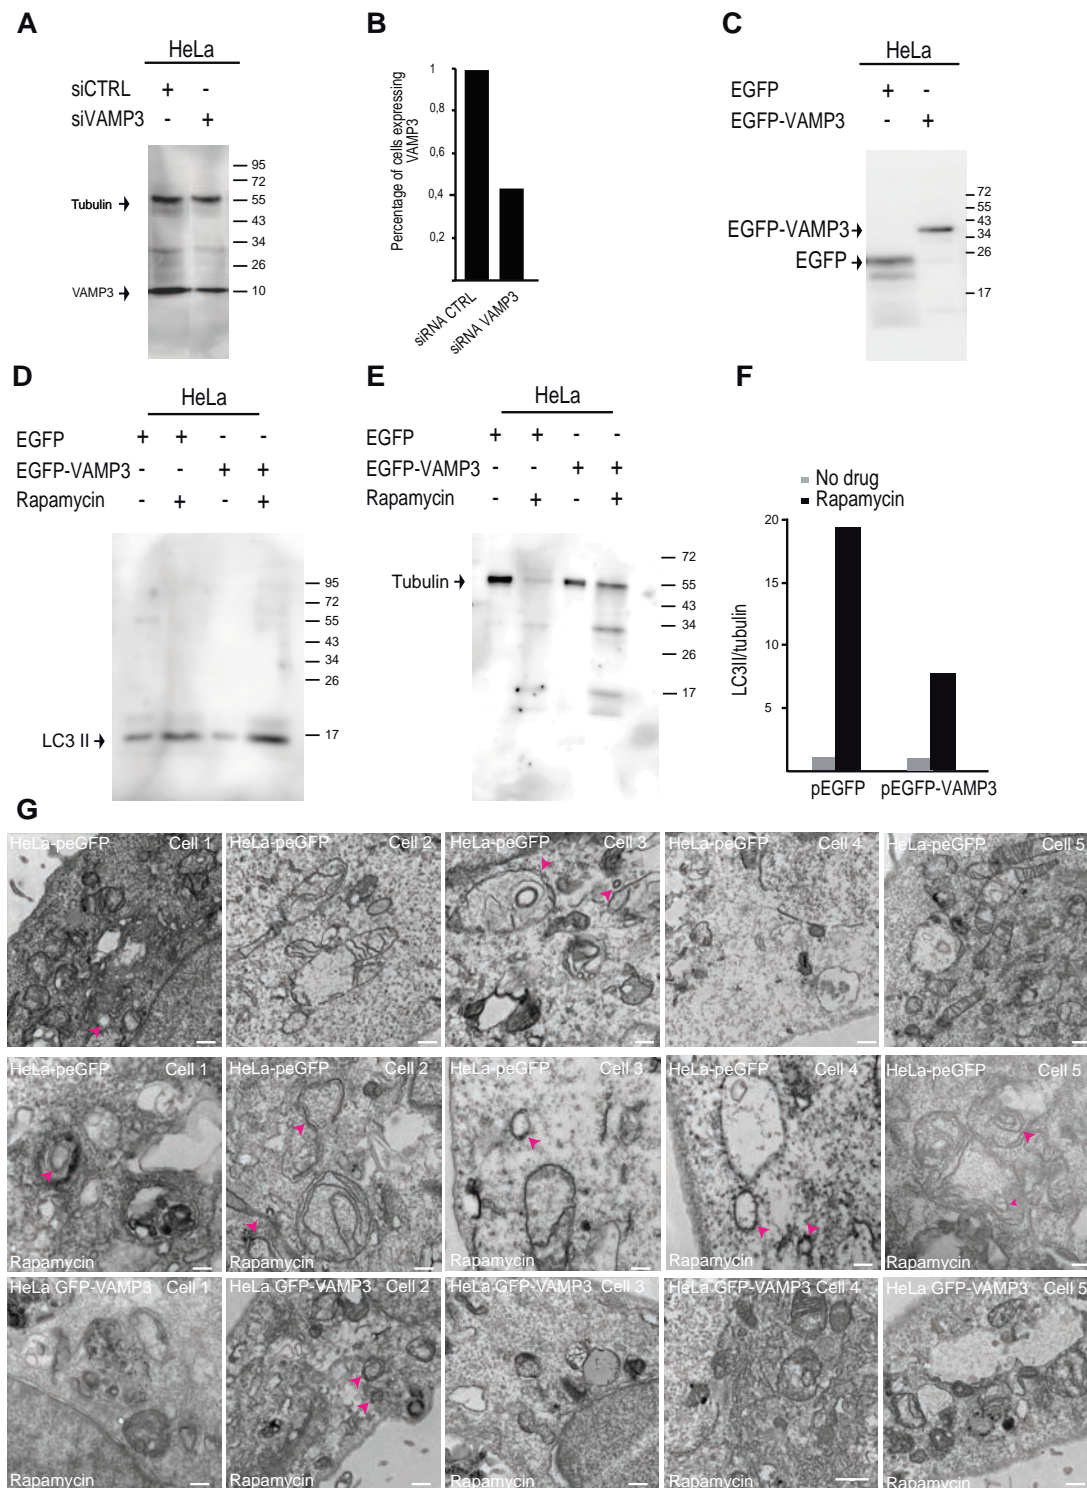 A
HeLa
siCTRL + -
siVAMP3 - +
95
72
Tubulin 55
43
34
26
VAMP3 10
B
Percentage of cells expressing
VAMP3
1
0,8
0,6
0,4
0,2
siRNA CTRL
siRNA VAMP3
C
HeLa
EGFP + -
EGFP-VAMP3 - +
72
55
43
EGFP-VAMP3 34
EGFP 26
17
D
HeLa
EGFP + + - -
EGFP-VAMP3 - - + +
Rapamycin - + - +
95
72
55
43
34
26
LC3 II 17
E
HeLa
EGFP + + - -
EGFP-VAMP3 - - + +
Rapamycin - + - +
72
Tubulin 55
43
34
26
17
F
No drug
Rapamycin
LC3II/tubulin
20
15
10
5
pEGFP pEGFP-VAMP3
G
HeLa-peGFP Cell 1
HeLa-peGFP Cell 2
HeLa-peGFP Cell 3
HeLa-peGFP Cell 4
HeLa-peGFP Cell 5
HeLa-peGFP Cell 1
Rapamycin
HeLa-peGFP Cell 2
Rapamycin
HeLa-peGFP Cell 3
Rapamycin
HeLa-peGFP Cell 4
Rapamycin
HeLa-peGFP Cell 5
Rapamycin
HeLa GFP-VAMP3 Cell 1
Rapamycin
HeLa GFP-VAMP3 Cell 2
Rapamycin
HeLa GFP-VAMP3 Cell 3
Rapamycin
HeLa GFP-VAMP3 Cell 4
Rapamycin
HeLa GFP-VAMP3 Cell 5
Rapamycin